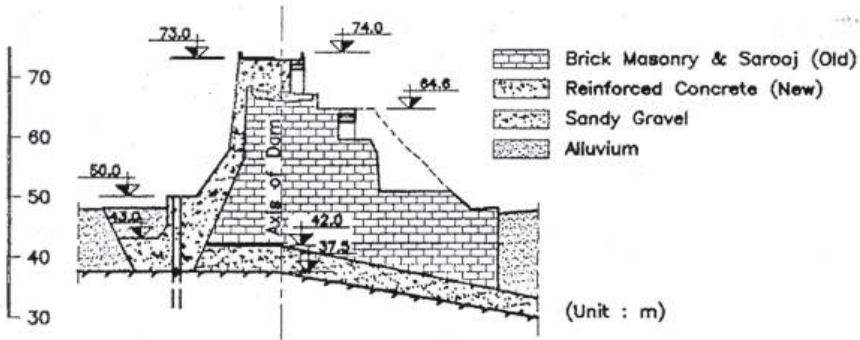 73.0
74.0
64.6
70
60
50
40
30
50.0
43.0
42.0
37.5
Axis of Dam
Brick Masonry & Sarooj (Old)
Reinforced Concrete (New)
Sandy Gravel
Alluvium
(Unit : m)